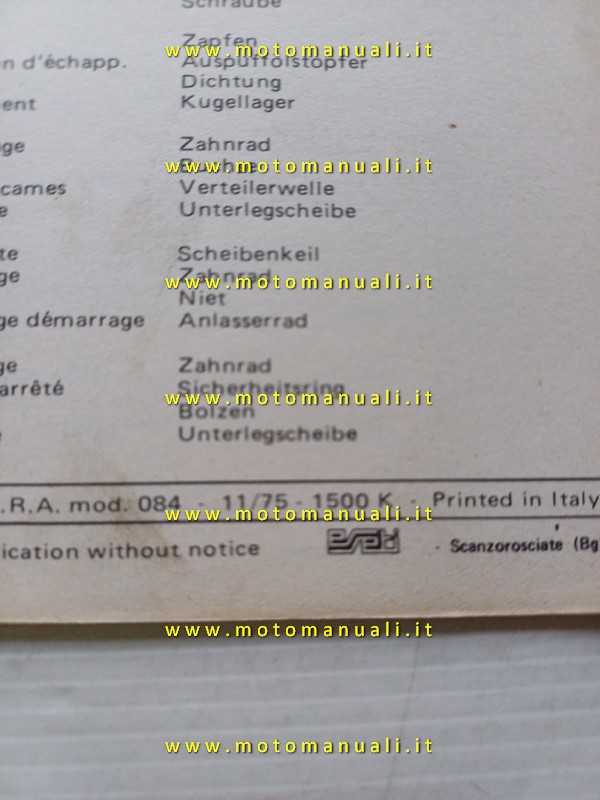 Schraube
Zapfen
www.motomanuali.it
n d'échapp. Auspuffölstopfer
Dichtung
ent Kugellager
ge Zahnrad
www.motomanuali.it
cames Verteilerwelle
e Unterlegscheibe
te Scheibenkeil
ge Zahnrad
www.motomanuali.it
Niet
ge démarrage Anlasserrad
ge Zahnrad
arrêté Sicherheitsring
www.motomanuali.it
Bolzen
Unterlegscheibe
.R.A. mod. 084 - 11/75 - 1500 K - Printed in Italy
www.motomanuali.it
ication without notice - Scanzorosciate (Bg
www.motomanuali.it
www.motomanuali.it